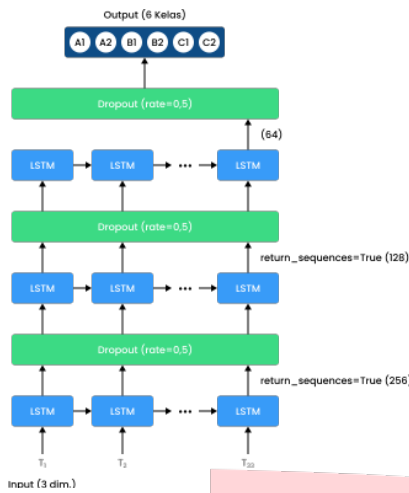 Output (6 Kelas)
A1 A2 B1 B2 C1 C2
Dropout (rate=0,5)
(64)
LSTM LSTM ... LSTM
Dropout (rate=0,5)
return_sequences=True (128)
LSTM LSTM ... LSTM
Dropout (rate=0,5)
return_sequences=True (256)
LSTM LSTM ... LSTM
T₁ T₂ T₃₃
Input (3 dim.)